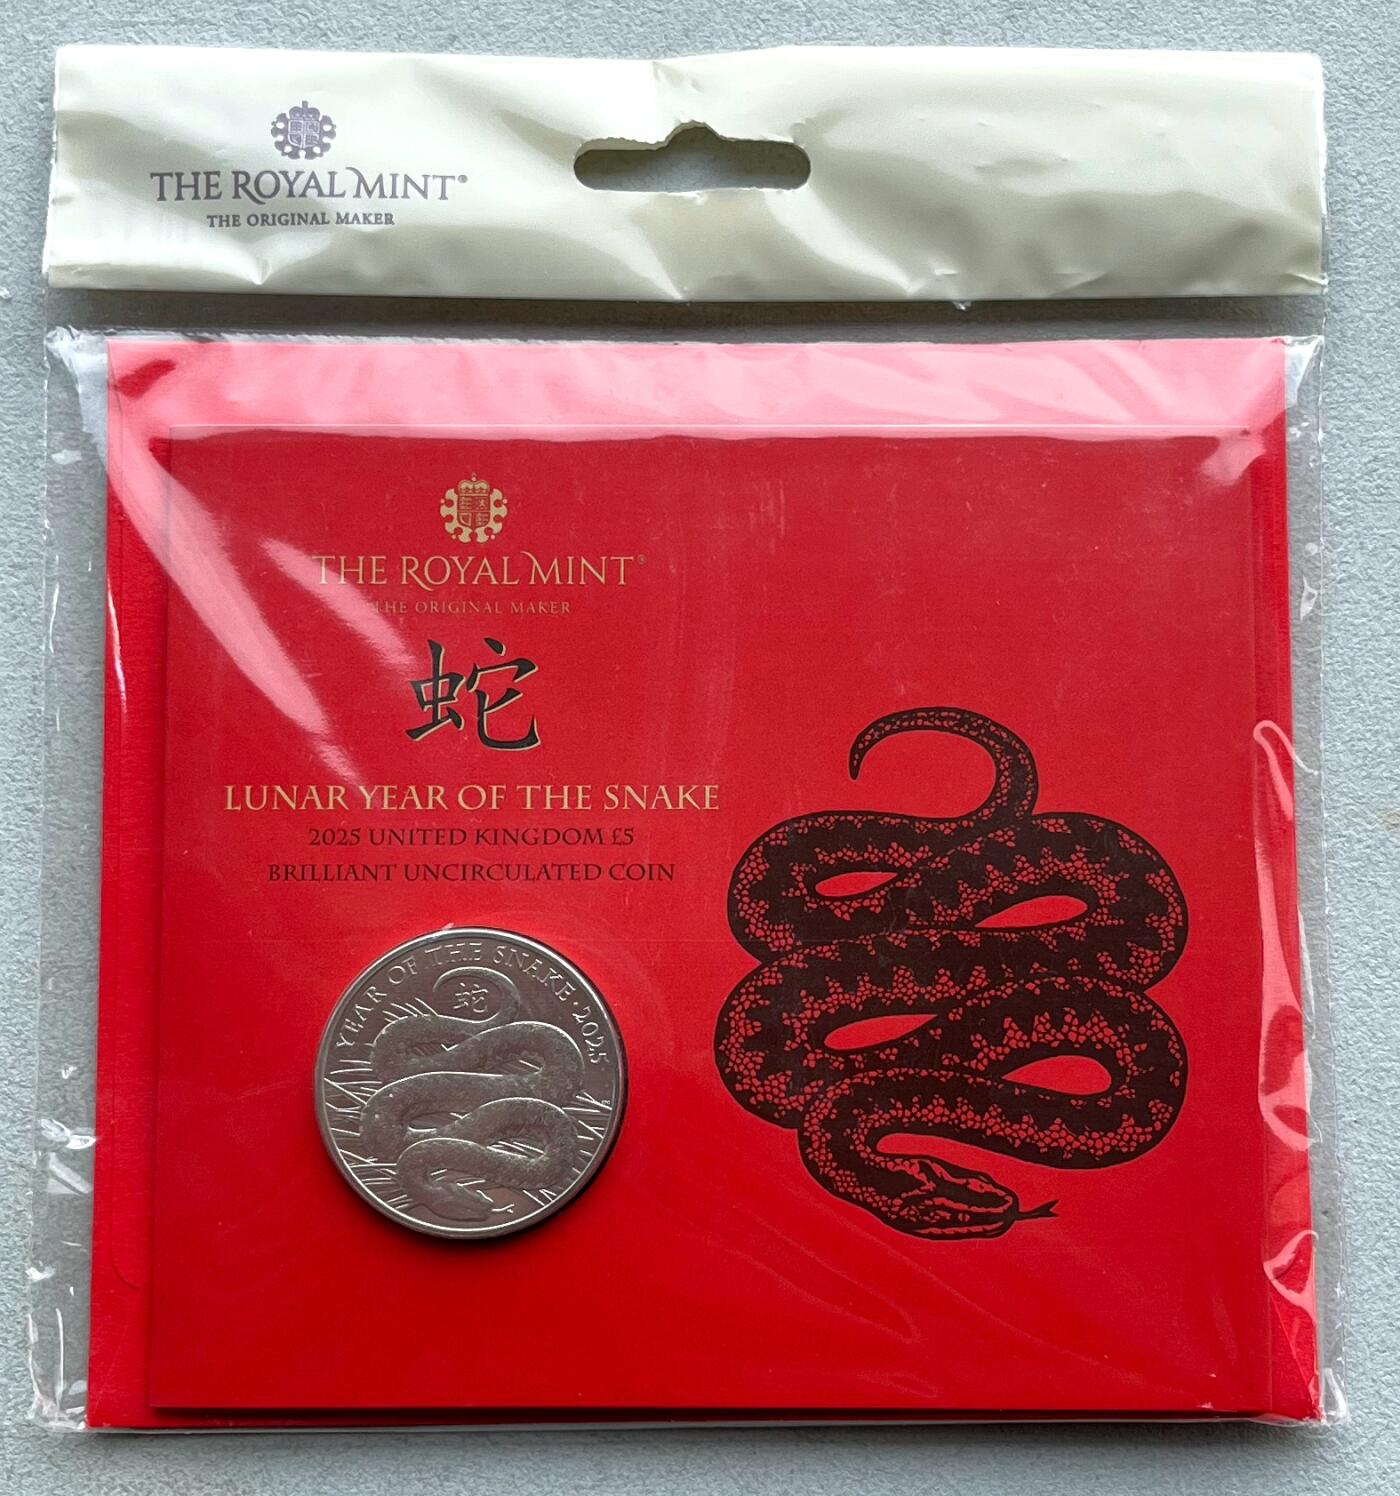 THE ROYAL MINT®
THE ORIGINAL MAKER
THE ROYAL MINT®
THE ORIGINAL MAKER
蛇
LUNAR YEAR OF THE SNAKE
2025 UNITED KINGDOM £5
BRILLIANT UNCIRCULATED COIN
YEAR OF THE SNAKE · 2025
蛇